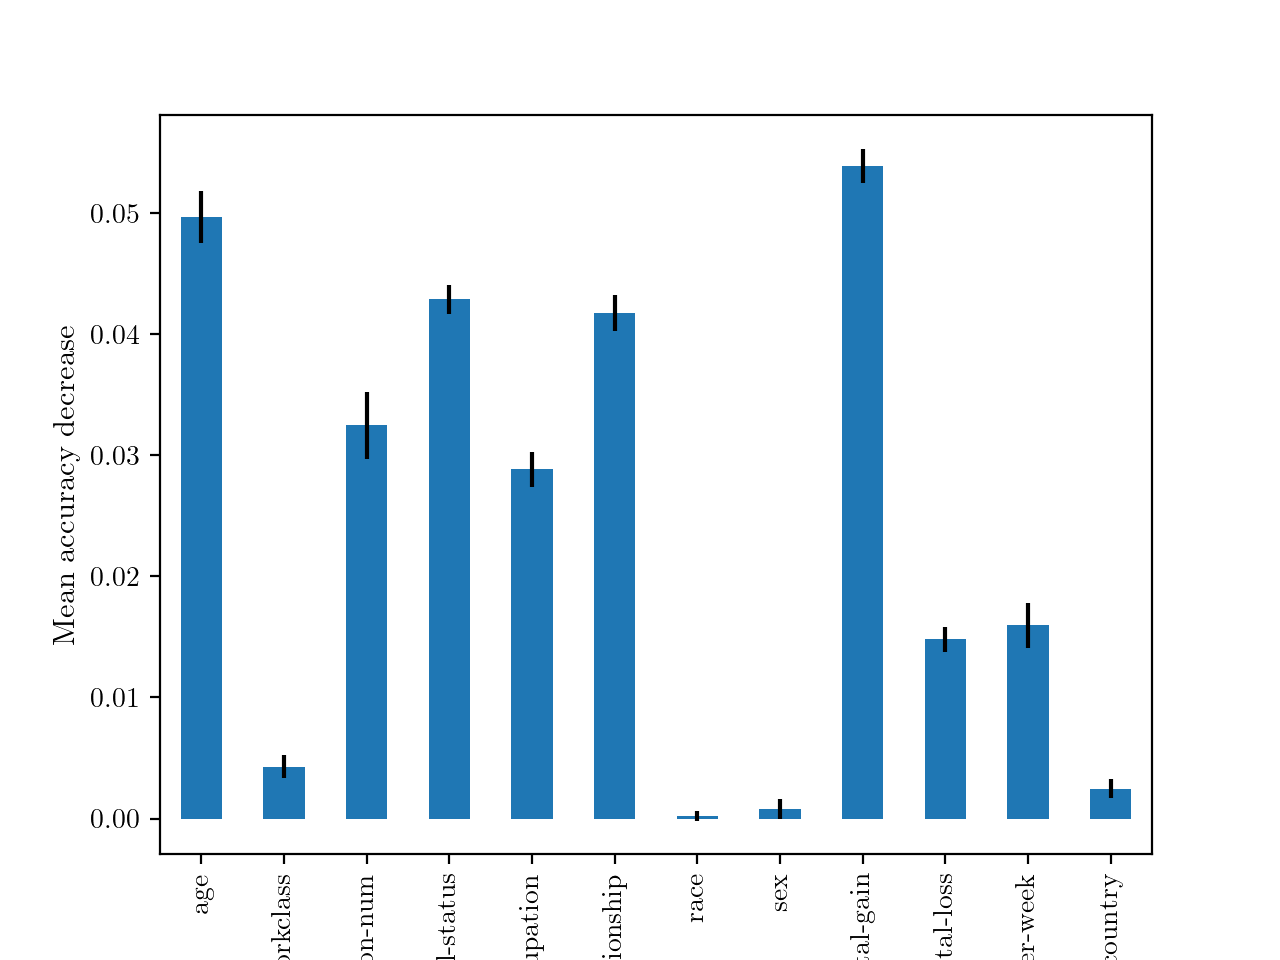 Mean accuracy decrease
0.05
0.04
0.03
0.02
0.01
0.00
age
orkclass
on-num
l-status
upation
ionship
race
sex
tal-gain
tal-loss
er-week
country